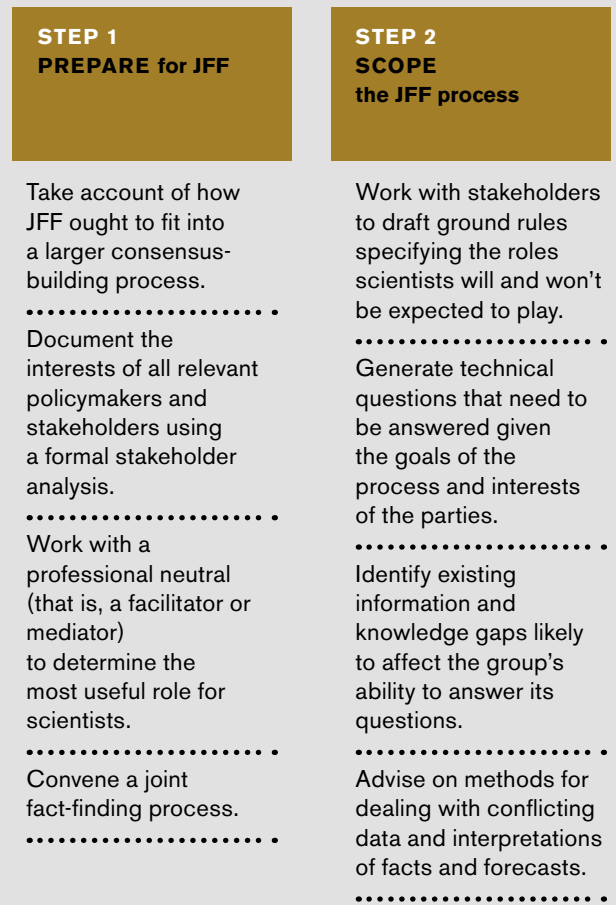 STEP 1
PREPARE for JFF
Take account of how
JFF ought to fit into
a larger consensus-
building process.
Document the
interests of all relevant
policymakers and
stakeholders using
a formal stakeholder
analysis.
Work with a
professional neutral
(that is, a facilitator or
mediator)
to determine the
most useful role for
scientists.
Convene a joint
fact-finding process.
STEP 2
SCOPE
the JFF process
Work with stakeholders
to draft ground rules
specifying the roles
scientists will and won’t
be expected to play.
Generate technical
questions that need to
be answered given
the goals of the
process and interests
of the parties.
Identify existing
information and
knowledge gaps likely
to affect the group’s
ability to answer its
questions.
Advise on methods for
dealing with conflicting
data and interpretations
of facts and forecasts.